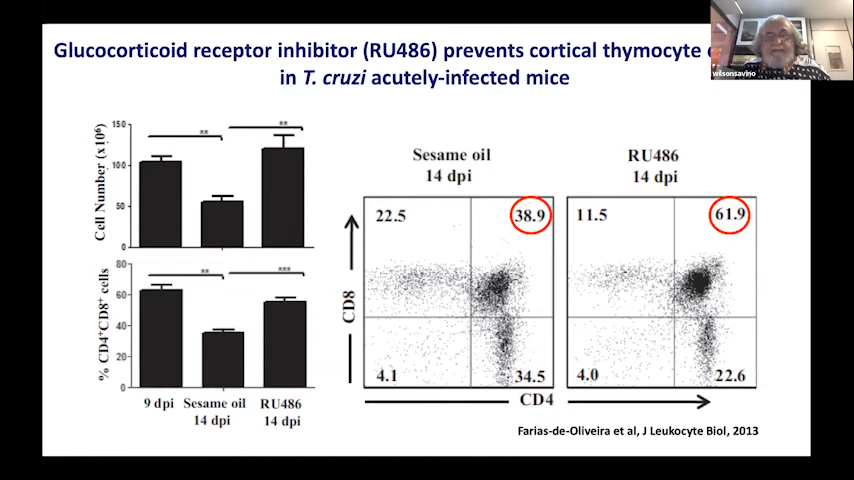 Glucocorticoid receptor inhibitor (RU486) prevents cortical thymocyte
in T. cruzi acutely-infected mice
wilsonsavino
Cell Number (x10⁶)
150
100
50
0
**
**
% CD4⁺CD8⁺ cells
80
60
40
20
0
**
***
9 dpi Sesame oil RU486
14 dpi 14 dpi
Sesame oil
14 dpi
RU486
14 dpi
22.5 38.9
11.5 61.9
4.1 34.5
4.0 22.6
CD8
CD4
Farias-de-Oliveira et al, J Leukocyte Biol, 2013